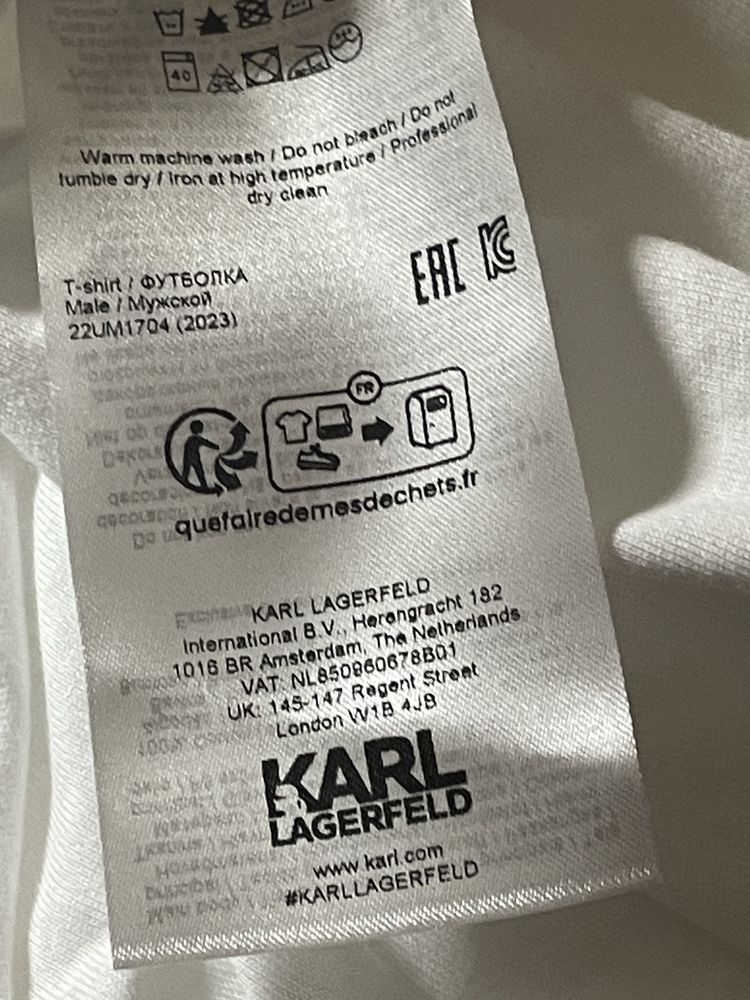 40
Warm machine wash / Do not bleach / Do not
tumble dry / Iron at high temperature / Professional
dry clean
EAC KC
T-shirt / ФУТБОЛКА
Male / Мужской
22UM1704 (2023)
FR
quefairedemesdechets.fr
KARL LAGERFELD
International B.V., Herengracht 182
1016 BR Amsterdam, The Netherlands
VAT: NL850960678B01
UK: 145-147 Regent Street
London W1B 4JB
KARL
LAGERFELD
www.karl.com
#KARLLAGERFELD